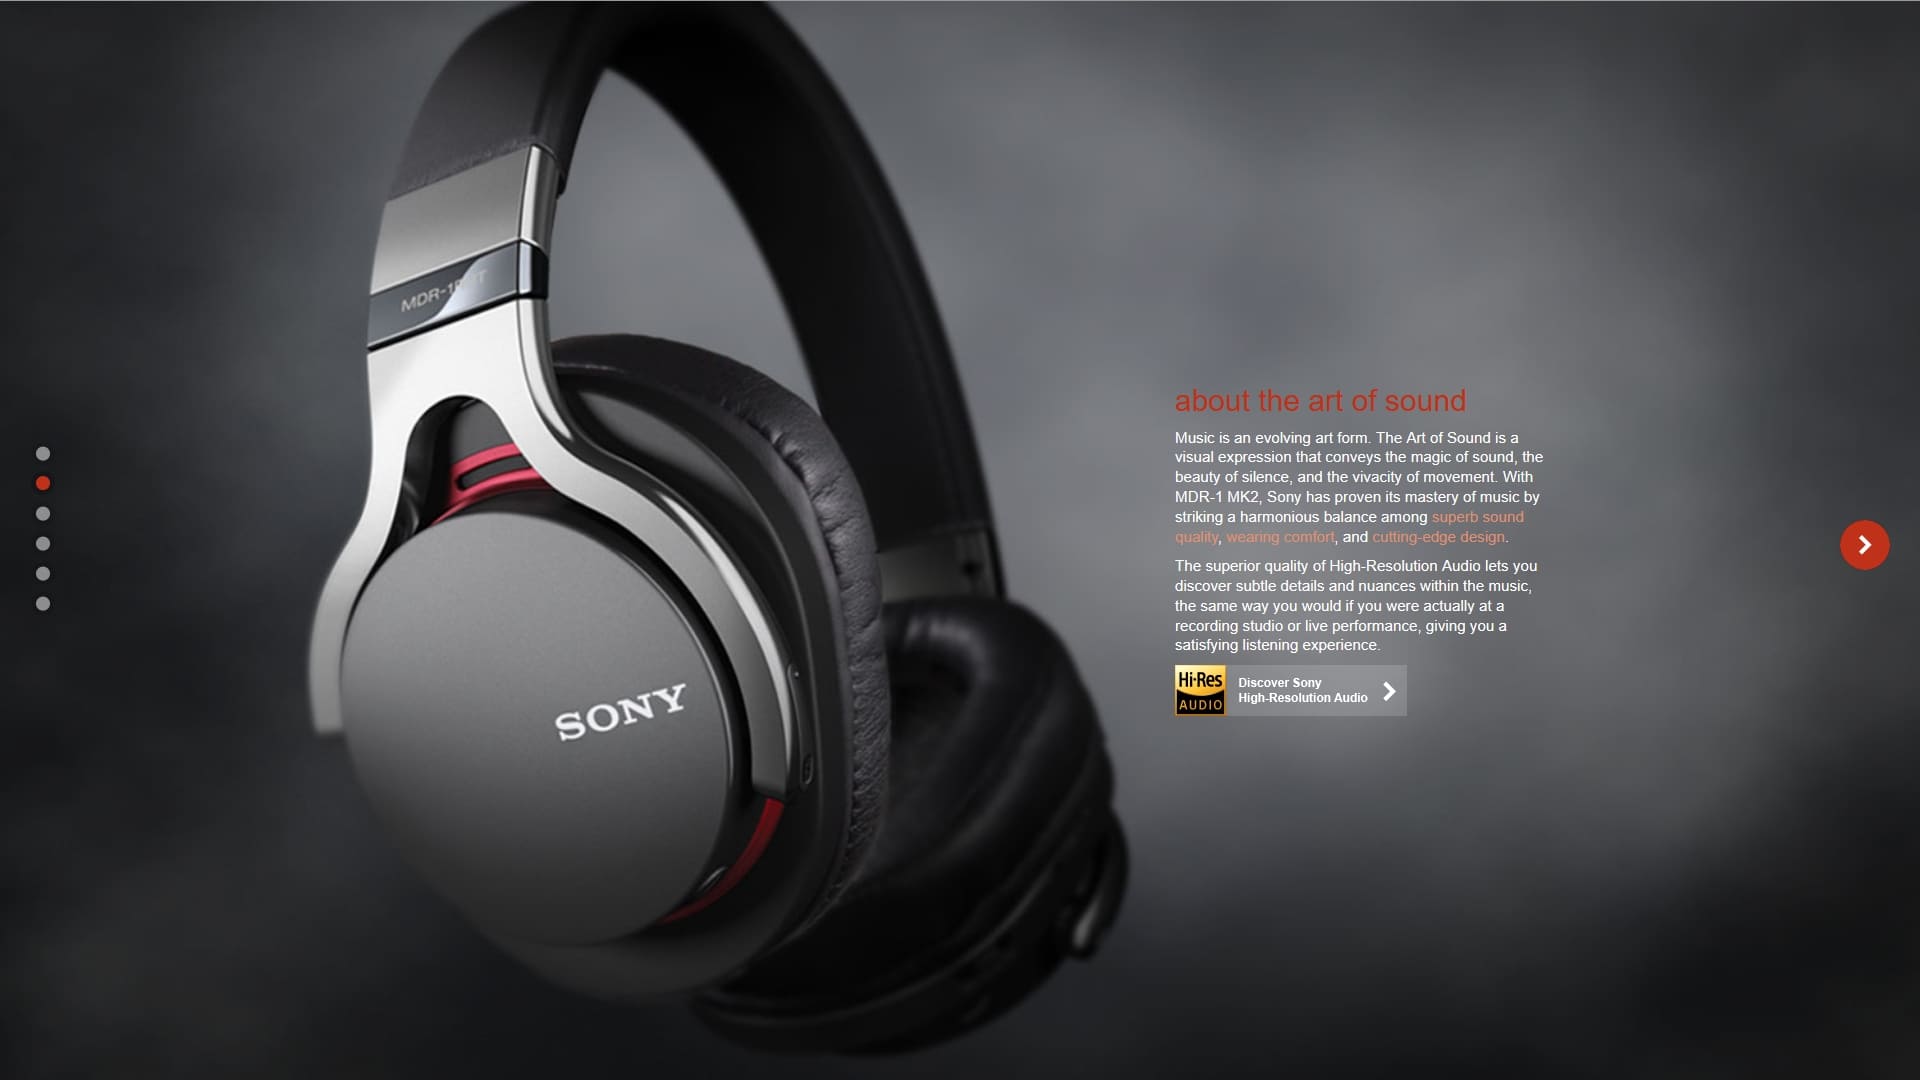 MDR-1
SONY
about the art of sound
Music is an evolving art form. The Art of Sound is a
visual expression that conveys the magic of sound, the
beauty of silence, and the vivacity of movement. With
MDR-1 MK2, Sony has proven its mastery of music by
striking a harmonious balance among superb sound
quality, wearing comfort, and cutting-edge design.
The superior quality of High-Resolution Audio lets you
discover subtle details and nuances within the music,
the same way you would if you were actually at a
recording studio or live performance, giving you a
satisfying listening experience.
Hi-Res
AUDIO
Discover Sony
High-Resolution Audio